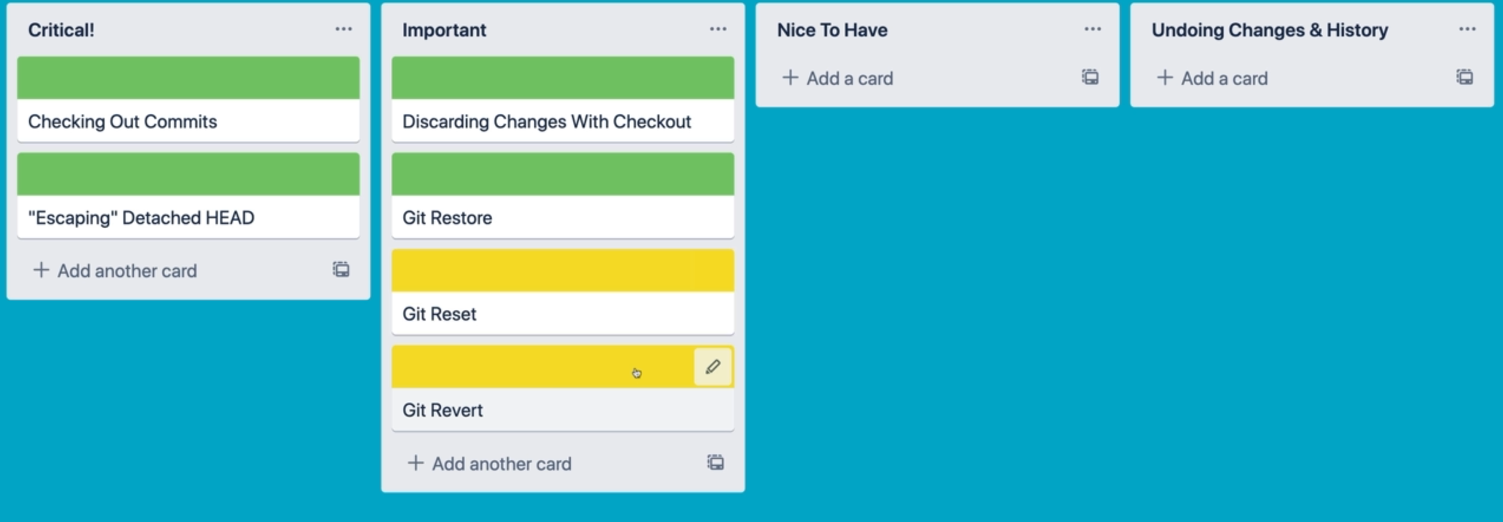 Critical!
Checking Out Commits
"Escaping" Detached HEAD
Add another card
Important
Discarding Changes With Checkout
Git Restore
Git Reset
Git Revert
Add another card
Nice To Have
Add a card
Undoing Changes & History
Add a card